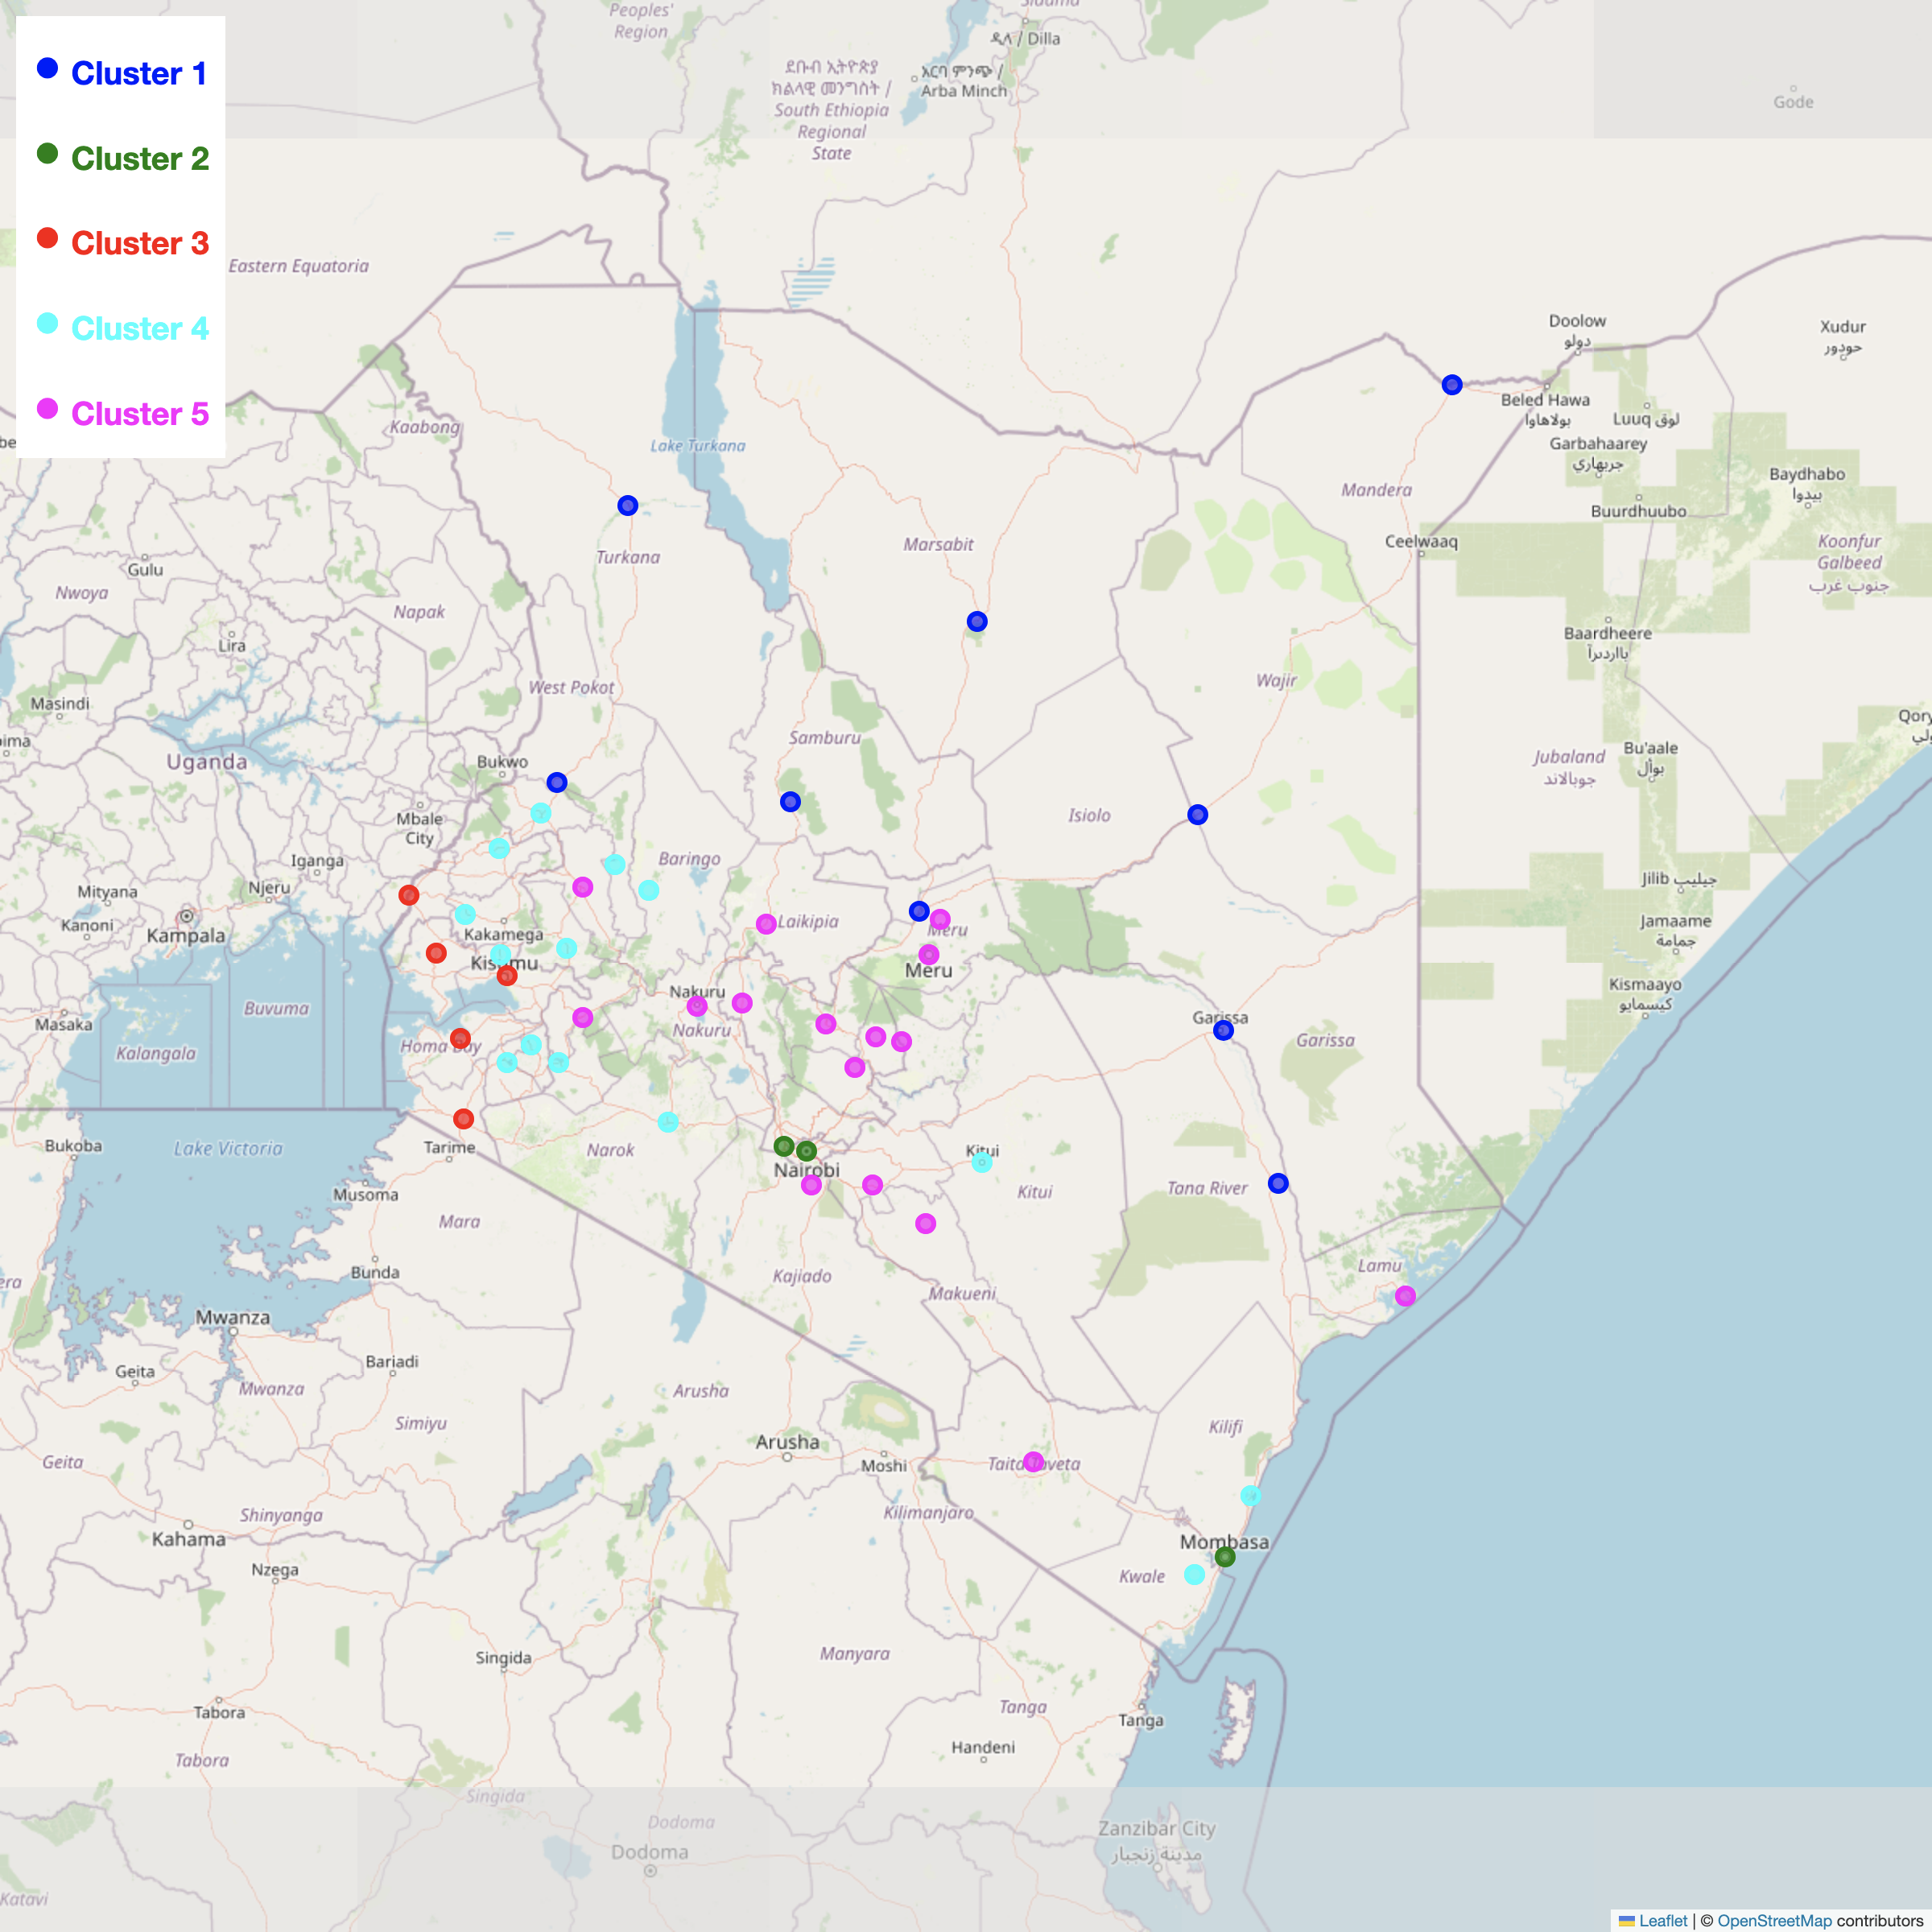 Cluster 1
Cluster 2
Cluster 3
Cluster 4
Cluster 5
Peoples'
Region
ዲላ / Dilla
ደቡብ ኢትዮጵያ
ክልላዊ መንግስት /
South Ethiopia
Regional
State
አርባ ምንጭ /
Arba Minch
Gode
Eastern Equatoria
Doolow
دولو
Xudur
حودور
Beled Hawa
بولاهاوا
Luuq لوق
Garbahaarey
جربهاري
Baydhabo
بيدوا
Buurdhuubo
Kaabong
Lake Turkana
Mandera
Ceelwaaq
Koonfur
Galbeed
جنوب غرب
Turkana
Marsabit
Gulu
Nwoya
Napak
Lira
Baardheere
بااردىرآ
Masindi
West Pokot
Wajir
Uganda
Bukwo
Samburu
Jubaland
جوبالاند
Bu'aale
بوأل
Mbale
City
Isiolo
Iganga
Baringo
Mityana
Njeru
Kanoni
Kampala
Kakamega
Kisumu
Laikipia
Meru
Meru
Jilib جيليب
Jamaame
جمامة
Kismaayo
كيسمايو
Nakuru
Nakuru
Buvuma
Masaka
Kalangala
Homa Bay
Garissa
Garissa
Bukoba
Lake Victoria
Tarime
Narok
Nairobi
Kitui
Kitui
Tana River
Musoma
Mara
Kajiado
Makueni
Lamu
Bunda
Mwanza
Geita
Bariadi
Mwanza
Arusha
Simiyu
Geita
Arusha
Moshi
Taita Taveta
Kilifi
Shinyanga
Kilimanjaro
Kahama
Nzega
Mombasa
Kwale
Singida
Manyara
Tabora
Tanga
Tanga
Handeni
Tabora
Singida
Dodoma
Dodoma
Zanzibar City
مدينة زنجبار
Katavi
Leaflet | © OpenStreetMap contributors